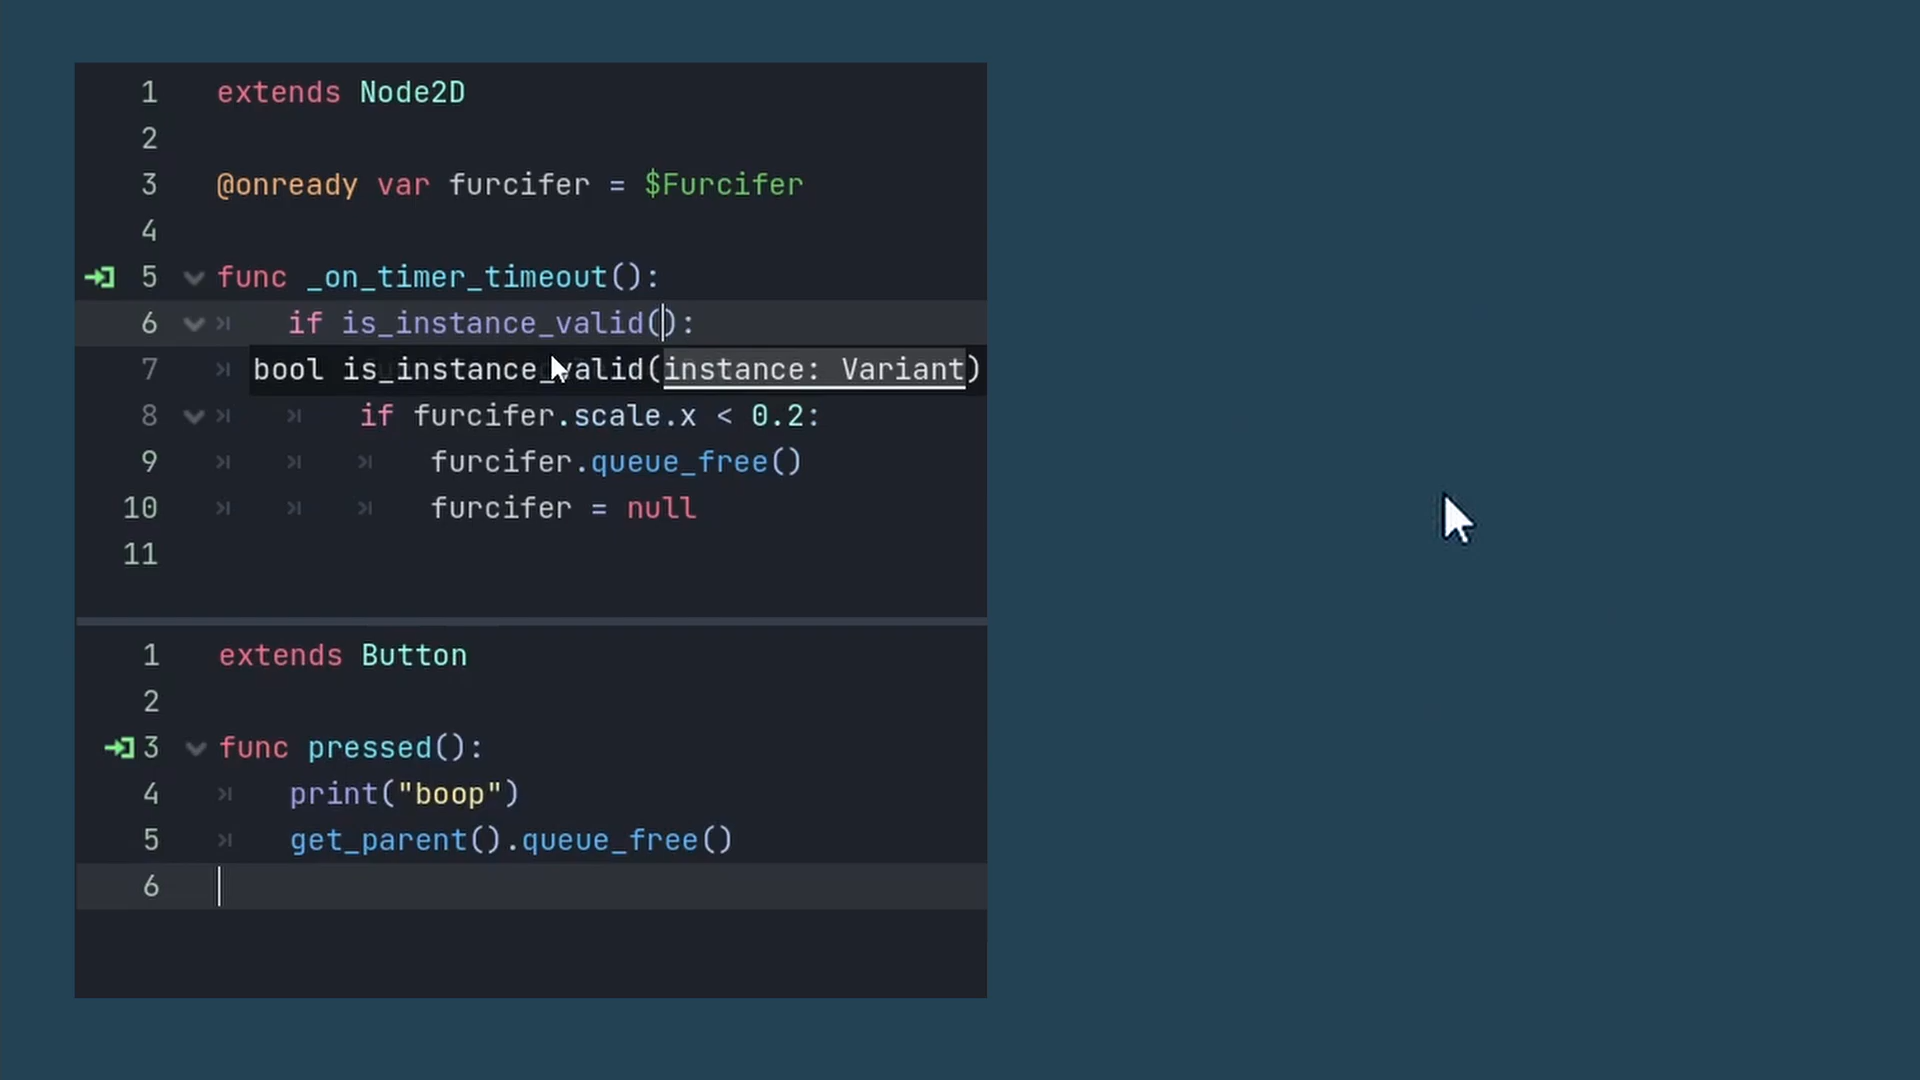 1 extends Node2D
2
3 @onready var furcifer = $Furcifer
4
5 func _on_timer_timeout():
6 if is_instance_valid():
7 bool is_instance_valid(instance: Variant)
8 if furcifer.scale.x < 0.2:
9 furcifer.queue_free()
10 furcifer = null
11
1 extends Button
2
3 func pressed():
4 print("boop")
5 get_parent().queue_free()
6